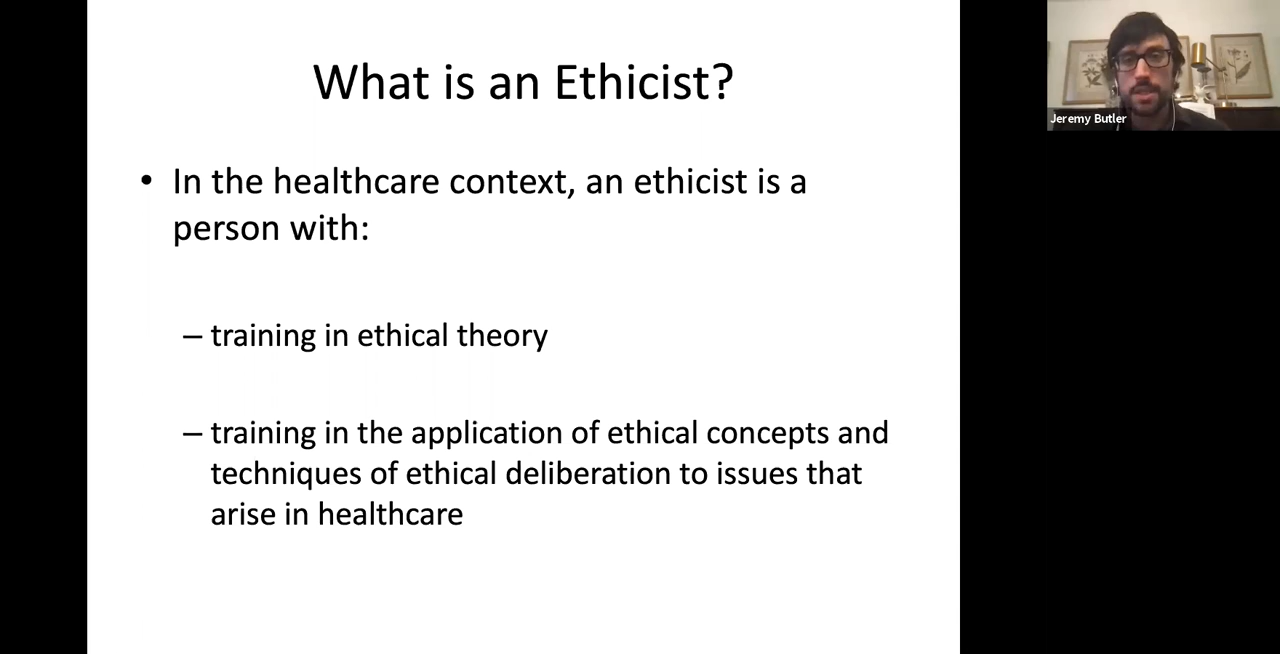 What is an Ethicist?
• In the healthcare context, an ethicist is a
person with:
– training in ethical theory
– training in the application of ethical concepts and
techniques of ethical deliberation to issues that
arise in healthcare
Jeremy Butler